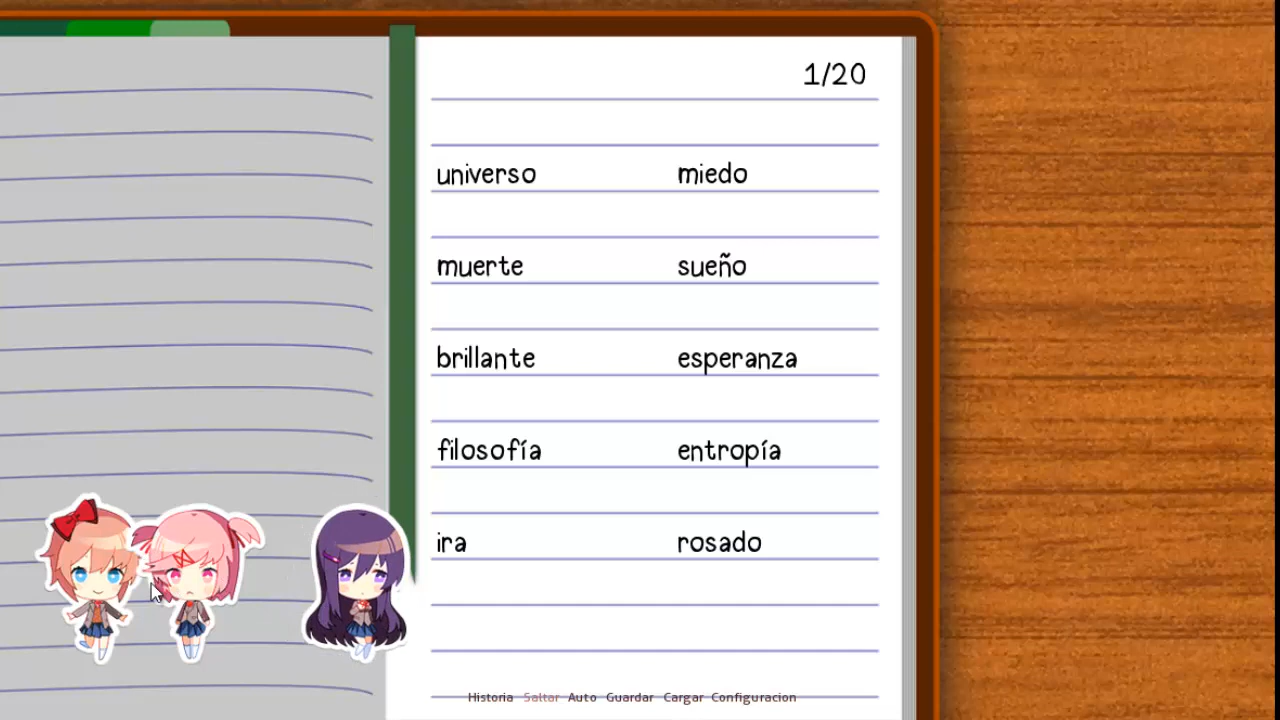 1/20
universo miedo
muerte sueño
brillante esperanza
filosofía entropía
ira rosado
Historia Saltar Auto Guardar Cargar Configuracion